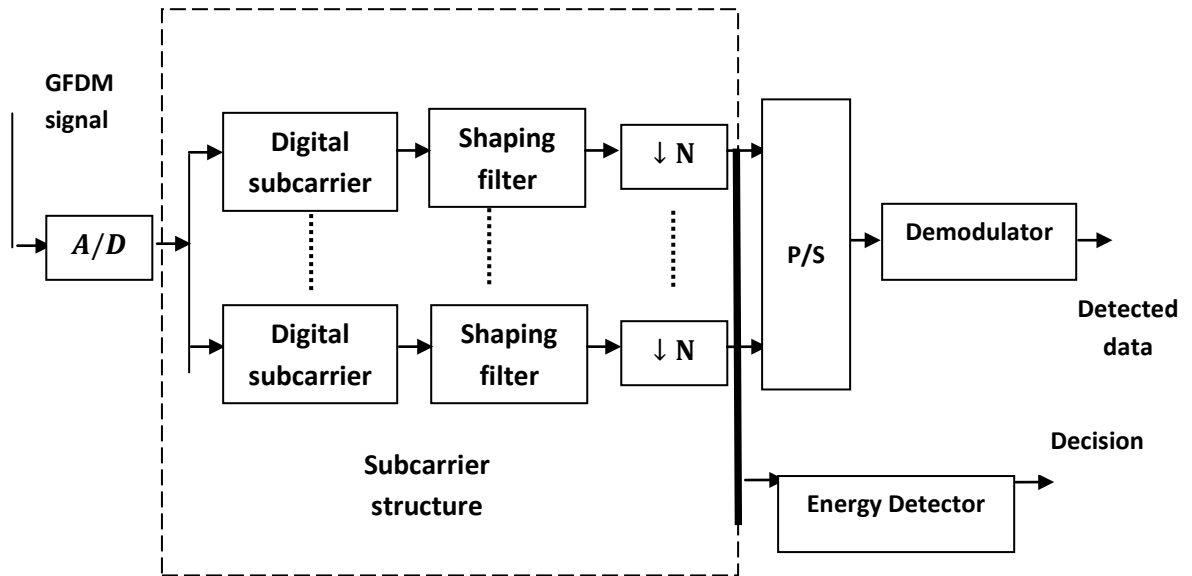 GFDM
signal
A/D
Digital
subcarrier
Shaping
filter
↓ N
Digital
subcarrier
Shaping
filter
↓ N
Subcarrier
structure
P/S
Demodulator
Detected
data
Decision
Energy Detector